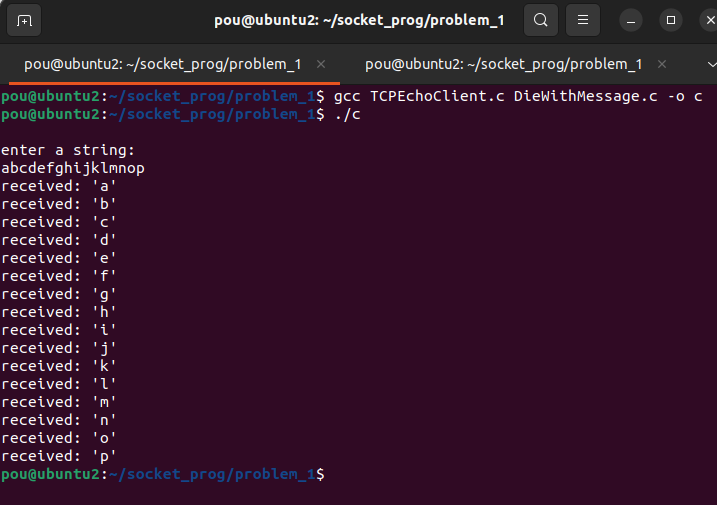 pou@ubuntu2: ~/socket_prog/problem_1
pou@ubuntu2: ~/socket_prog/problem_1 × pou@ubuntu2: ~/socket_prog/problem_1 ×
pou@ubuntu2:~/socket_prog/problem_1$ gcc TCPEchoClient.c DieWithMessage.c -o c
pou@ubuntu2:~/socket_prog/problem_1$ ./c
enter a string:
abcdefghijklmnop
received: 'a'
received: 'b'
received: 'c'
received: 'd'
received: 'e'
received: 'f'
received: 'g'
received: 'h'
received: 'i'
received: 'j'
received: 'k'
received: 'l'
received: 'm'
received: 'n'
received: 'o'
received: 'p'
pou@ubuntu2:~/socket_prog/problem_1$